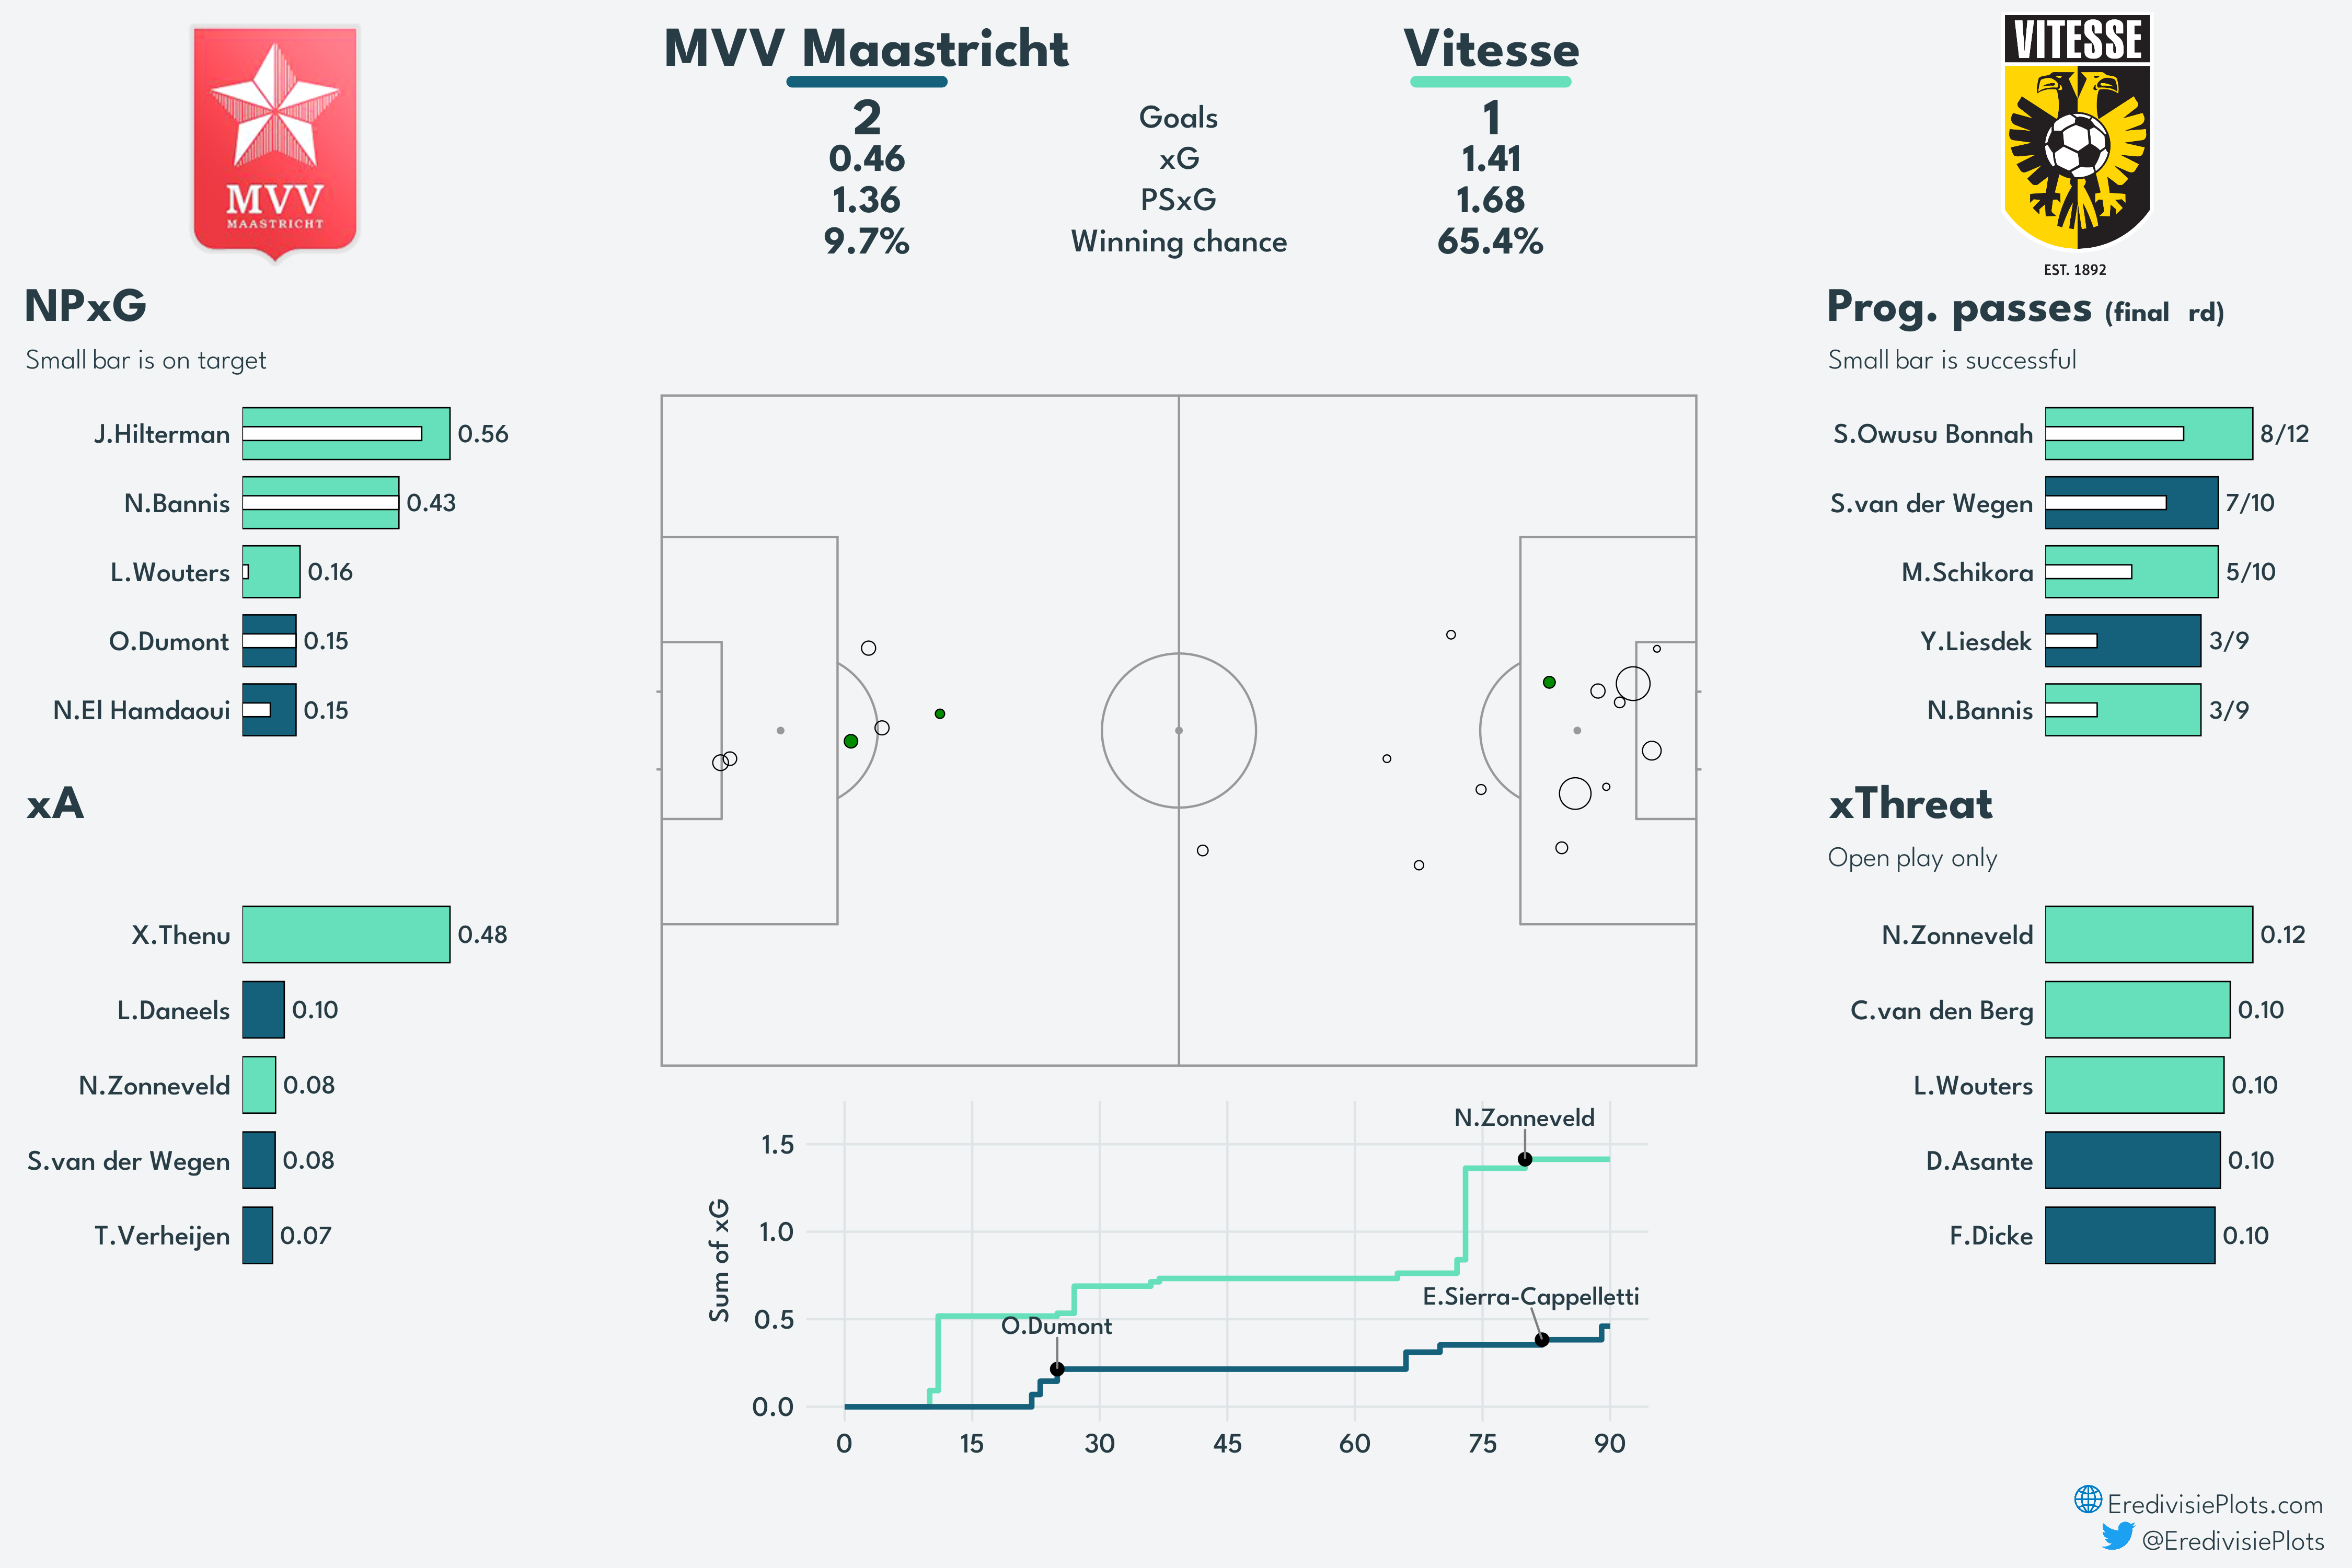 MVV Maastricht
Vitesse
2 Goals 1
0.46 xG 1.41
1.36 PSxG 1.68
9.7% Winning chance 65.4%
MVV
MAASTRICHT
VITESSE
EST. 1892
NPxG
Small bar is on target
J.Hilterman 0.56
N.Bannis 0.43
L.Wouters 0.16
O.Dumont 0.15
N.El Hamdaoui 0.15
xA
X.Thenu 0.48
L.Daneels 0.10
N.Zonneveld 0.08
S.van der Wegen 0.08
T.Verheijen 0.07
Prog. passes (final rd)
Small bar is successful
S.Owusu Bonnah 8/12
S.van der Wegen 7/10
M.Schikora 5/10
Y.Liesdek 3/9
N.Bannis 3/9
xThreat
Open play only
N.Zonneveld 0.12
C.van den Berg 0.10
L.Wouters 0.10
D.Asante 0.10
F.Dicke 0.10
Sum of xG
1.5
1.0
0.5
0.0
N.Zonneveld
E.Sierra-Cappelletti
O.Dumont
0 15 30 45 60 75 90
EredivisiePlots.com
@EredivisiePlots